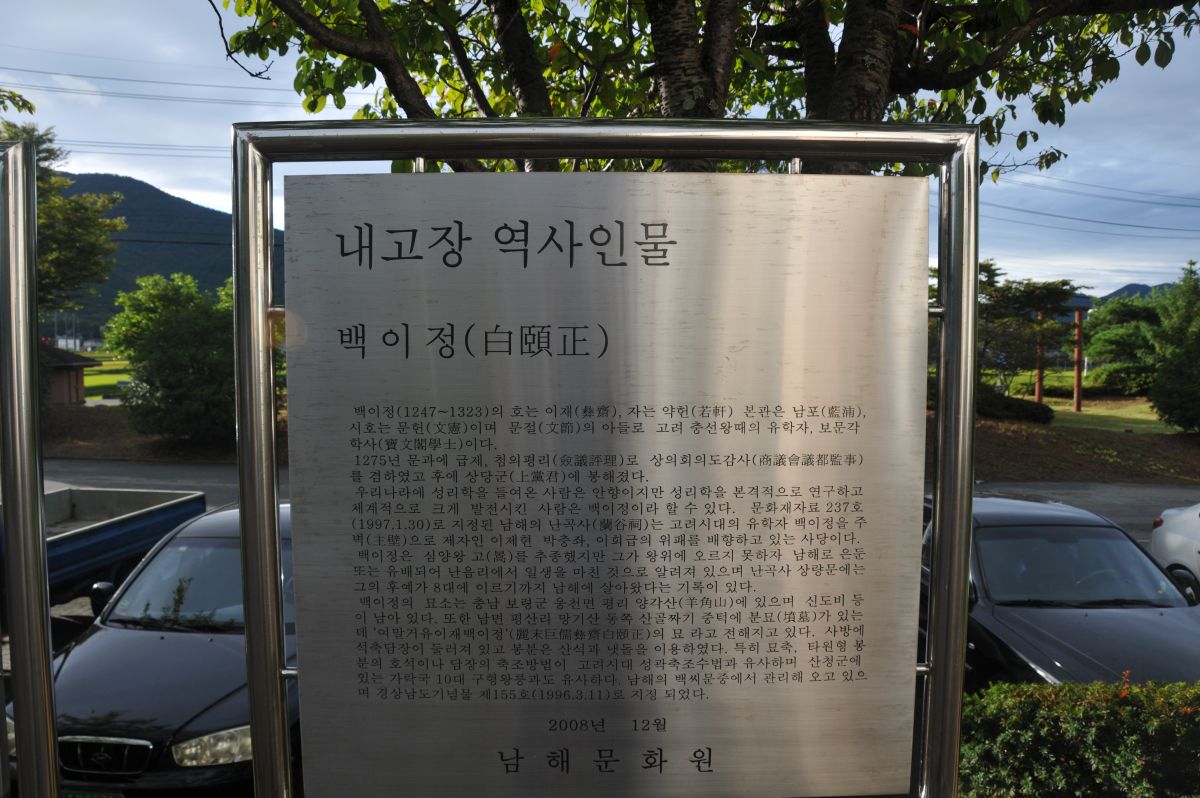 내고장 역사인물
백이정(白頤正)
백이정(1247~1323)의 호는 이재(彝齋), 자는 약헌(若軒) 본관은 남포(藍浦),
시호는 문헌(文憲)이며 문절(文節)의 아들로 고려 충선왕때의 유학자, 보문각
학사(寶文閣學士)이다.
1275년 문과에 급제, 첨의평리(僉議評理)로 상의회의도감사(商議會議都監事)
를 겸하였고 후에 상당군(上黨君)에 봉해졌다.
우리나라에 성리학을 들여온 사람은 안향이지만 성리학을 본격적으로 연구하고
체계적으로 크게 발전시킨 사람은 백이정이라 할 수 있다. 문화재자료 237호
(1997.1.30)로 지정된 남해의 난곡사(蘭谷祠)는 고려시대의 유학자 백이정을 주
벽(主壁)으로 제자인 이제현 박충좌, 이희급의 위패를 배향하고 있는 사당이다.
백이정은 심양왕 고(暠)를 추종했지만 그가 왕위에 오르지 못하자 남해로 은둔
또는 유배되어 난음리에서 일생을 마친 것으로 알려져 있으며 난곡사 상량문에는
그의 후예가 8대에 이르기까지 남해에 살아왔다는 기록이 있다.
백이정의 묘소는 충남 보령군 웅천면 평리 양각산(羊角山)에 있으며 신도비 등
이 남아 있다. 또한 남면 평산리 망기산 동쪽 산골짜기 중턱에 분묘(墳墓)가 있는
데 '여말거유이재백이정'(麗末巨儒彝齋白頤正)의 묘 라고 전해지고 있다. 사방에
석축담장이 둘러져 있고 봉분은 산석과 냇돌을 이용하였다. 특히 묘축, 타원형 봉
분의 호석이나 담장의 축조방법이 고려시대 성곽축조수법과 유사하며 산청군에
있는 가락국 10대 구형왕릉과도 유사하다. 남해의 백씨문중에서 관리해 오고 있으
며 경상남도기념물 제155호(1996.3.11)로 지정 되었다.
2008년 12월
남해문화원